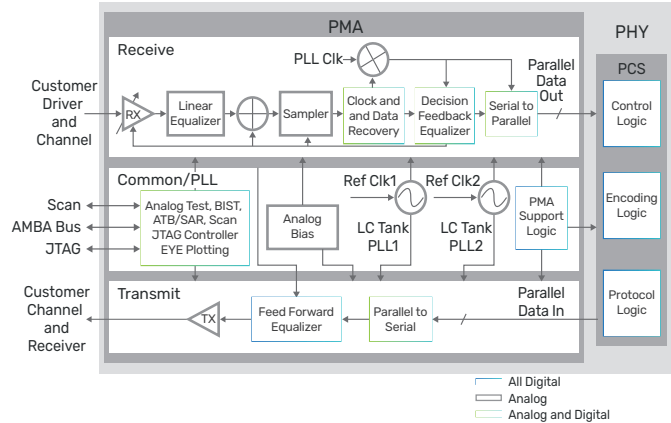 PMA
PHY
Receive
PLL Clk
Parallel
Data
Out
PCS
Customer
Driver
and
Channel
RX
Linear
Equalizer
Sampler
Clock and
and Data
Recovery
Decision
Feedback
Equalizer
Serial to
Parallel
Control
Logic
Common/PLL
Scan
AMBA Bus
JTAG
Analog Test, BIST,
ATB/SAR, Scan
JTAG Controller
EYE Plotting
Analog
Bias
Ref Clk1
LC Tank
PLL1
Ref Clk2
LC Tank
PLL2
PMA
Support
Logic
Encoding
Logic
Transmit
Customer
Channel
and
Receiver
TX
Feed Forward
Equalizer
Parallel to
Serial
Parallel
Data In
Protocol
Logic
All Digital
Analog
Analog and Digital